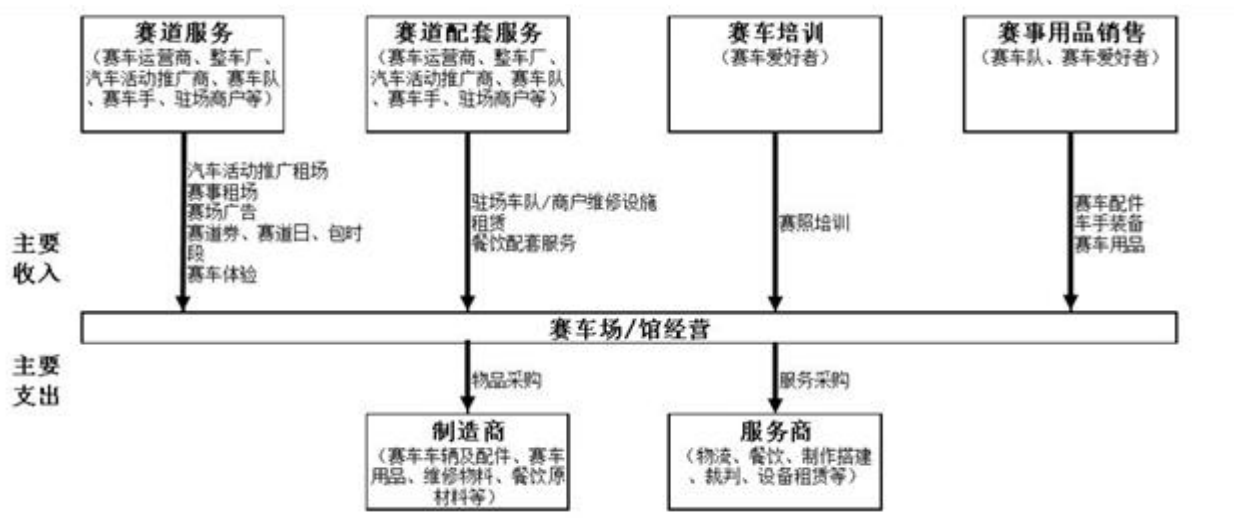 赛道服务
（赛车运营商、整车厂、
汽车活动推广商、赛车队
、赛车手、驻场商户等）
赛道配套服务
（赛车运营商、整车厂、
汽车活动推广商、赛车队
、赛车手、驻场商户等）
赛车培训
（赛车爱好者）
赛事用品销售
（赛车队、赛车爱好者）
主要
收入
汽车活动推广租场
赛事租场
赛场广告
赛道券、赛道日、包时
段
赛车体验
驻场车队/商户维修设施
租赁
餐饮配套服务
赛照培训
赛车配件
车手装备
赛车用品
赛车场/馆经营
主要
支出
物品采购
服务采购
制造商
（赛车车辆及配件、赛车
用品、维修物料、餐饮原
材料等）
服务商
（物流、餐饮、制作搭建
、裁判、设备租赁等）